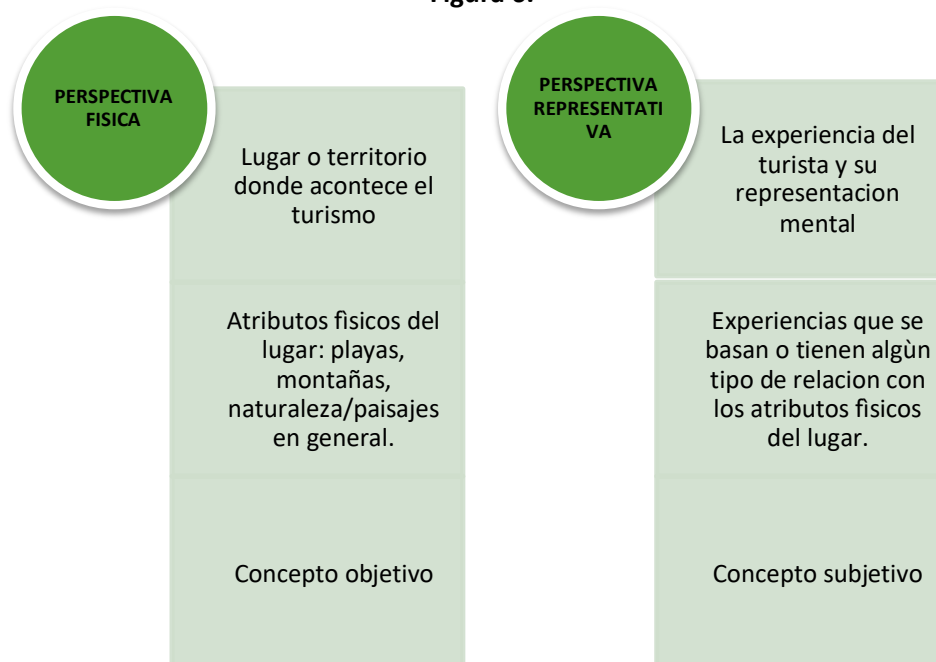 PERSPECTIVA
FISICA
Lugar o territorio
donde acontece el
turismo
Atributos fìsicos del
lugar: playas,
montañas,
naturaleza/paisajes
en general.
Concepto objetivo
PERSPECTIVA
REPRESENTATI
VA
La experiencia del
turista y su
representacion
mental
Experiencias que se
basan o tienen algùn
tipo de relacion con
los atributos fìsicos
del lugar.
Concepto subjetivo